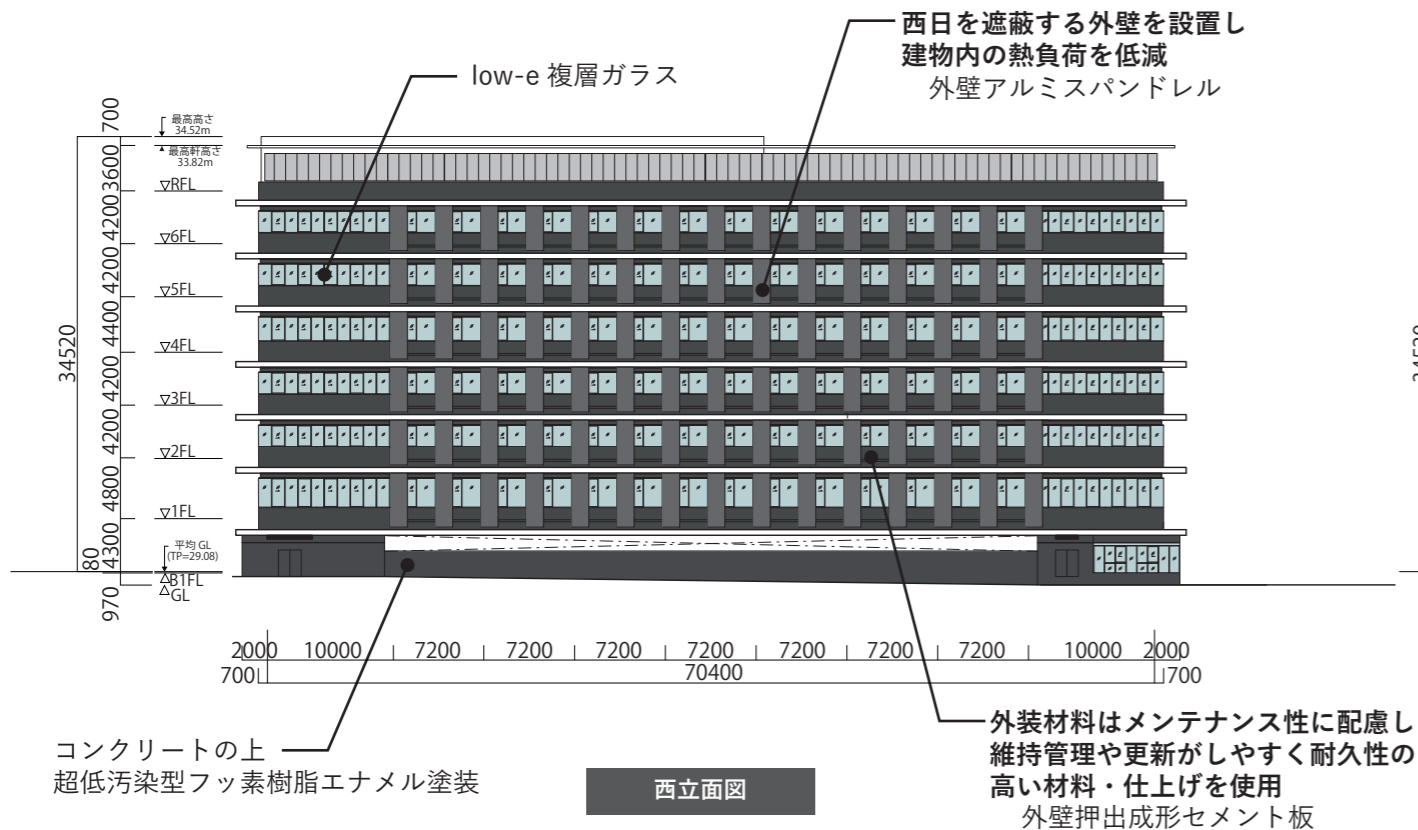 西日を遮蔽する外壁を設置し
建物内の熱負荷を低減
外壁アルミスパンドレル
low-e 複層ガラス
最高高さ
34.52m
最高軒高さ
33.82m
▽RFL
▽6FL
▽5FL
▽4FL
▽3FL
▽2FL
▽1FL
平均 GL
(TP=29.08)
△B1FL
△GL
700
3600
4200
4200
4400
4200
4200
4800
4300
80
970
34520
34520
2000 10000 7200 7200 7200 7200 7200 7200 7200 10000 2000
700 70400 700
コンクリートの上
超低汚染型フッ素樹脂エナメル塗装
西立面図
外装材料はメンテナンス性に配慮し
維持管理や更新がしやすく耐久性の
高い材料・仕上げを使用
外壁押出成形セメント板